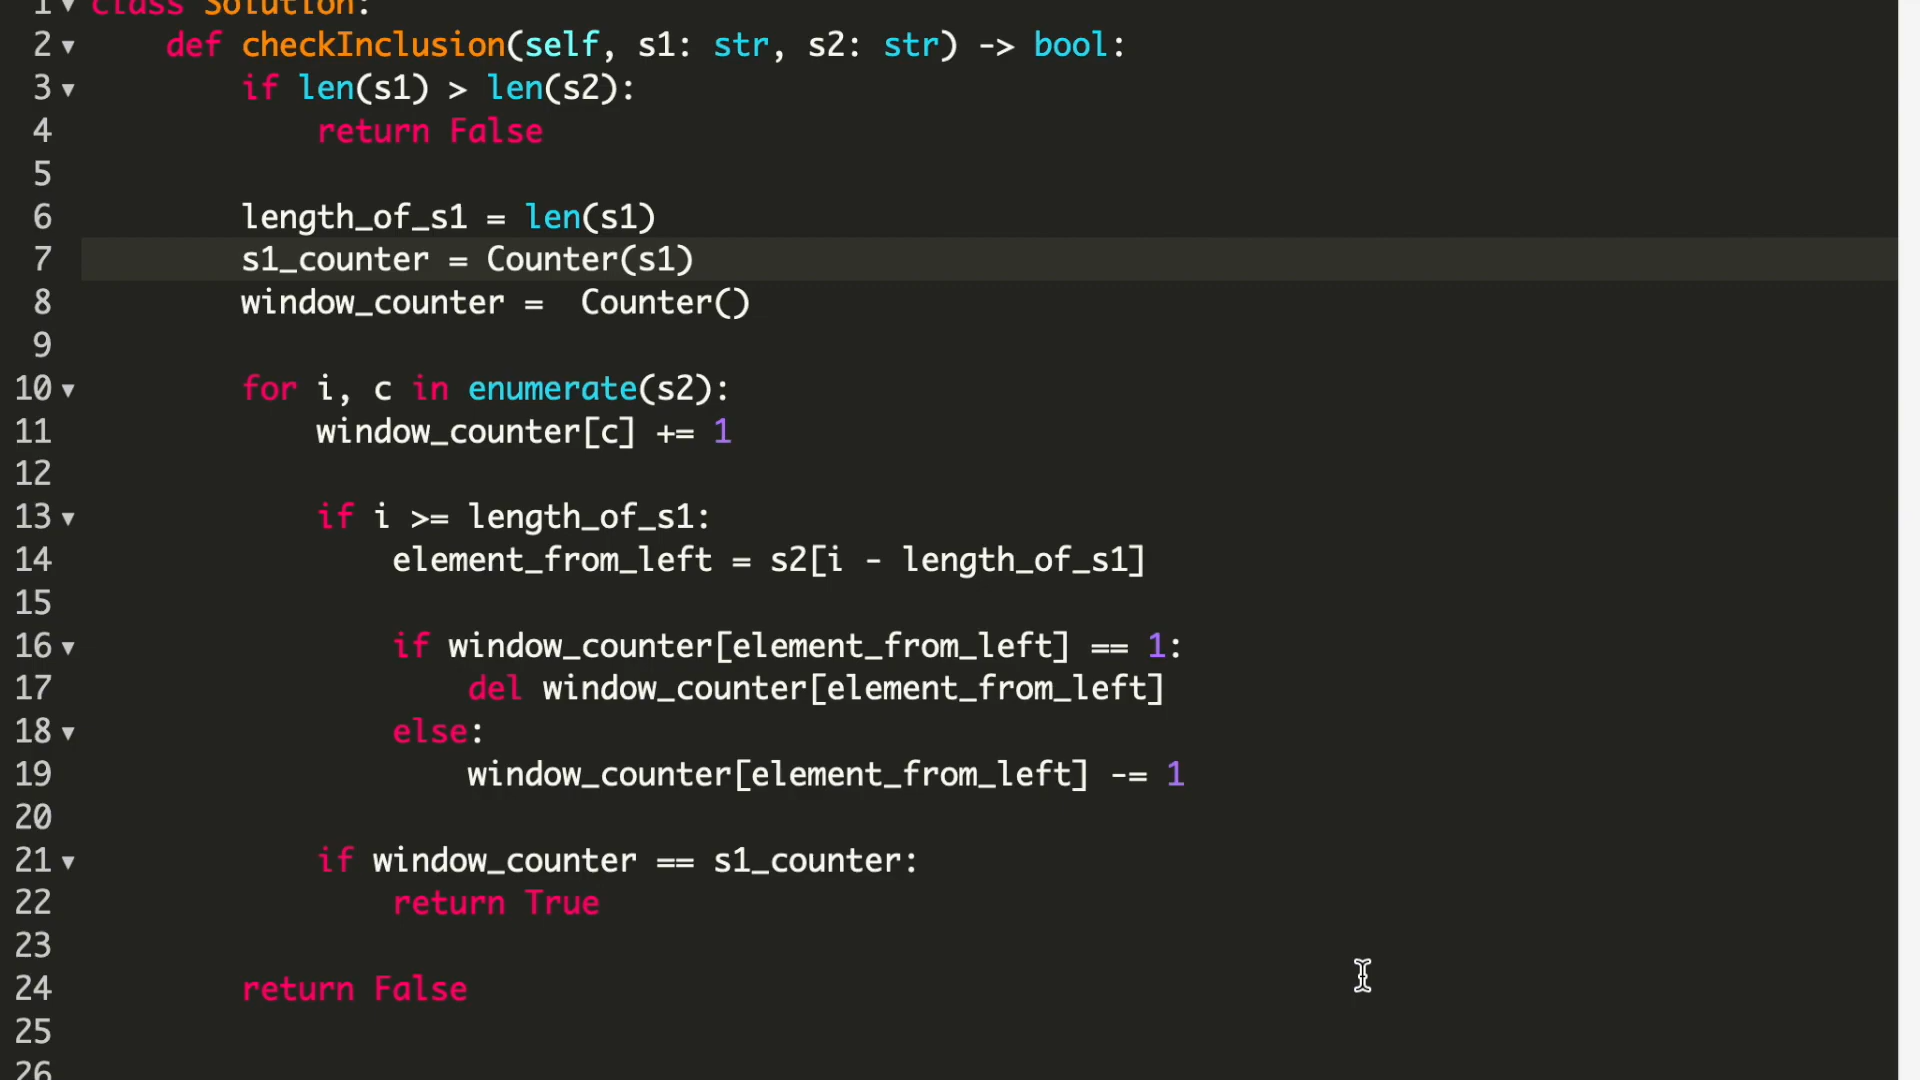 1 class Solution:
2 def checkInclusion(self, s1: str, s2: str) -> bool:
3 if len(s1) > len(s2):
4 return False
5
6 length_of_s1 = len(s1)
7 s1_counter = Counter(s1)
8 window_counter =  Counter()
9
10 for i, c in enumerate(s2):
11 window_counter[c] += 1
12
13 if i >= length_of_s1:
14 element_from_left = s2[i - length_of_s1]
15
16 if window_counter[element_from_left] == 1:
17 del window_counter[element_from_left]
18 else:
19 window_counter[element_from_left] -= 1
20
21 if window_counter == s1_counter:
22 return True
23
24 return False
25
26